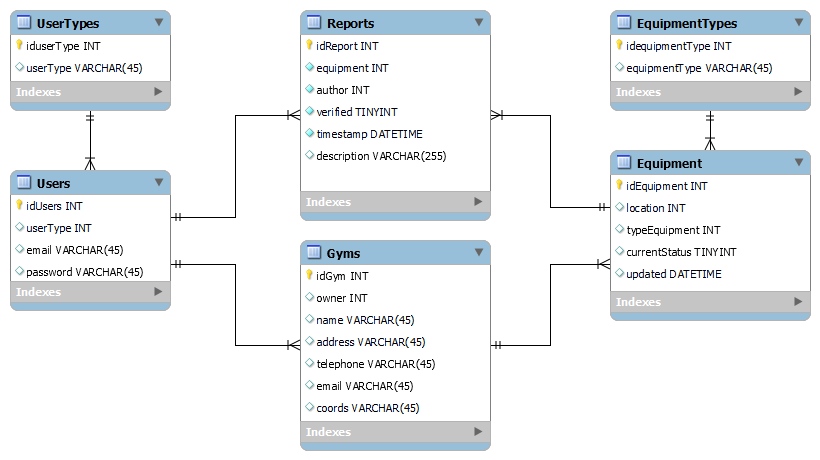 UserTypes
iduserType INT
userType VARCHAR(45)
Indexes
Reports
idReport INT
equipment INT
author INT
verified TINYINT
timestamp DATETIME
description VARCHAR(255)
Indexes
EquipmentTypes
idequipmentType INT
equipmentType VARCHAR(45)
Indexes
Users
idUsers INT
userType INT
email VARCHAR(45)
password VARCHAR(45)
Indexes
Gyms
idGym INT
owner INT
name VARCHAR(45)
address VARCHAR(45)
telephone VARCHAR(45)
email VARCHAR(45)
coords VARCHAR(45)
Indexes
Equipment
idEquipment INT
location INT
typeEquipment INT
currentStatus TINYINT
updated DATETIME
Indexes